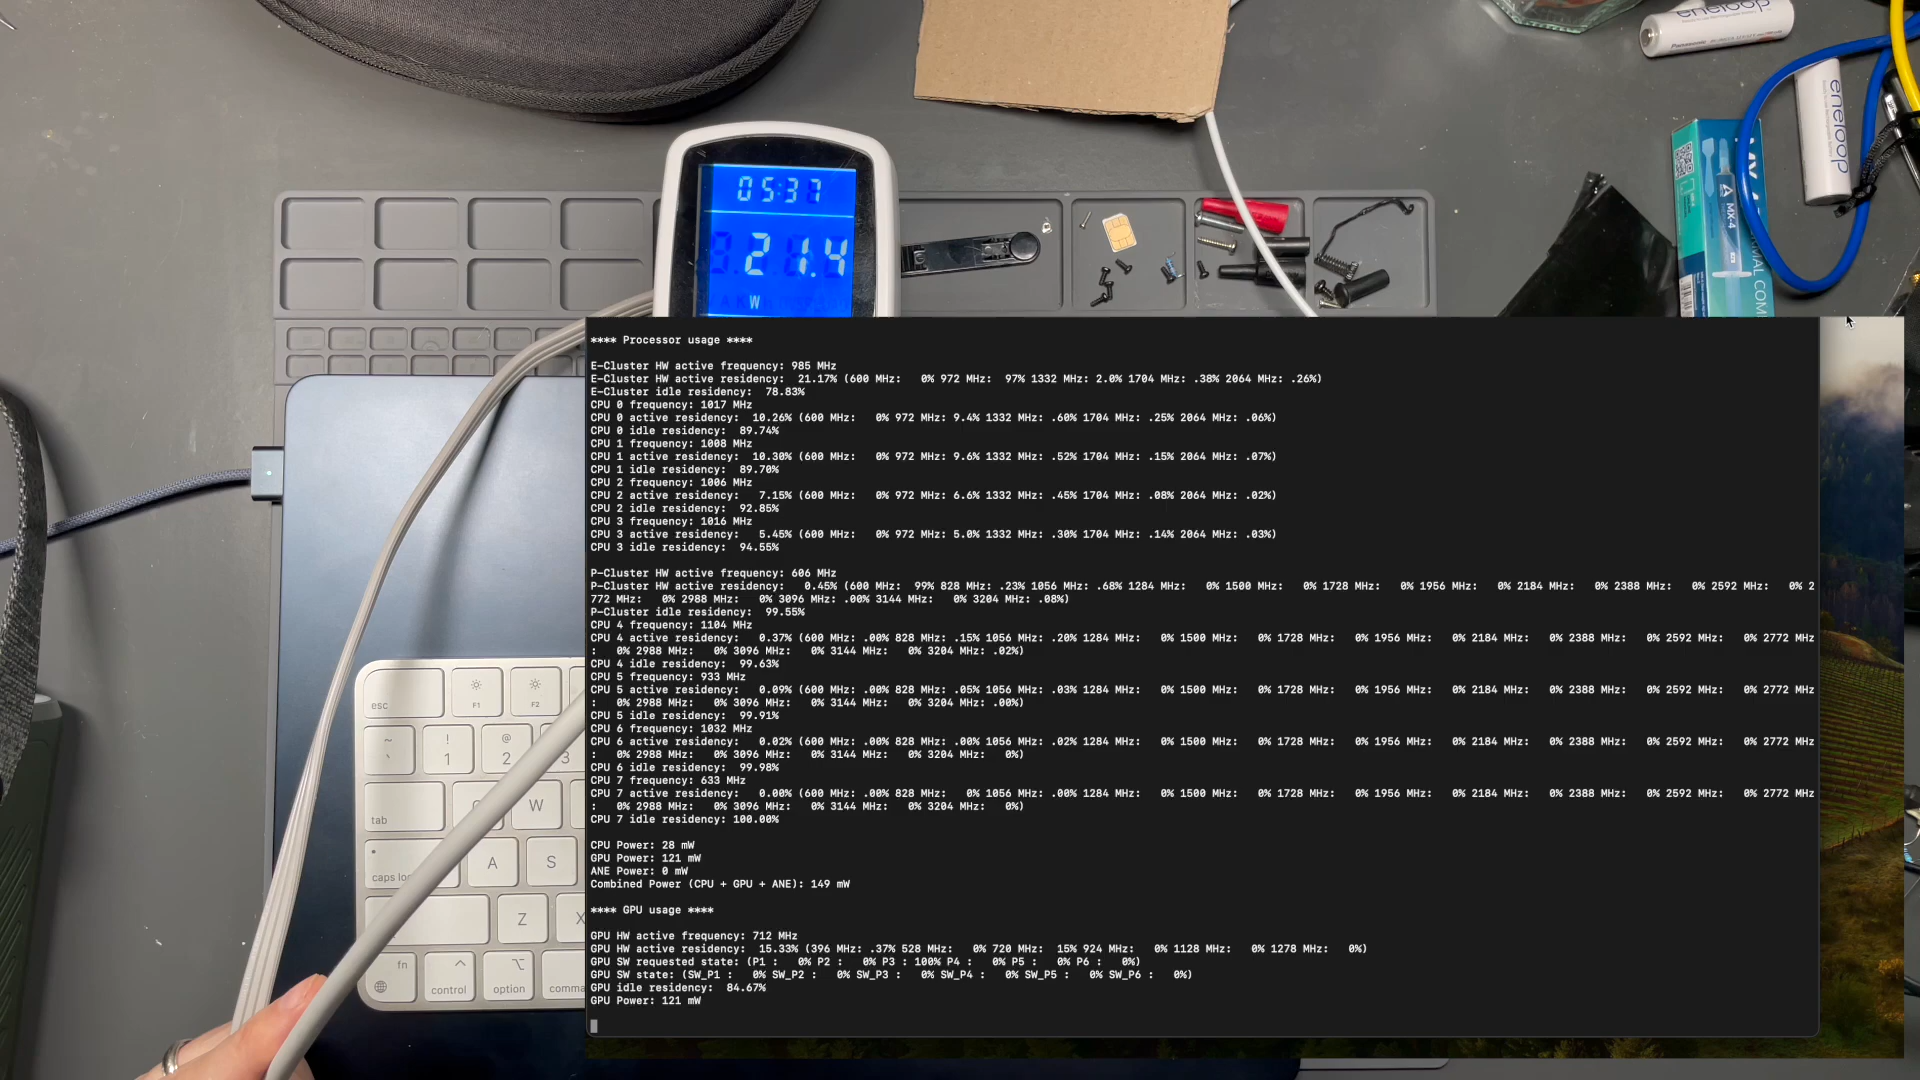 eneloop
Panasonic
eneloop
05:37
21.4
W
MX-4
THERMAL COM
**** Processor usage ****
E-Cluster HW active frequency: 985 MHz
E-Cluster HW active residency:  21.17% (600 MHz:   0% 972 MHz:  97% 1332 MHz: 2.0% 1704 MHz: .38% 2064 MHz: .26%)
E-Cluster idle residency:  78.83%
CPU 0 frequency: 1017 MHz
CPU 0 active residency:  10.26% (600 MHz:   0% 972 MHz: 9.4% 1332 MHz: .60% 1704 MHz: .25% 2064 MHz: .06%)
CPU 0 idle residency:  89.74%
CPU 1 frequency: 1008 MHz
CPU 1 active residency:  10.30% (600 MHz:   0% 972 MHz: 9.6% 1332 MHz: .52% 1704 MHz: .15% 2064 MHz: .07%)
CPU 1 idle residency:  89.70%
CPU 2 frequency: 1006 MHz
CPU 2 active residency:   7.15% (600 MHz:   0% 972 MHz: 6.6% 1332 MHz: .45% 1704 MHz: .08% 2064 MHz: .02%)
CPU 2 idle residency:  92.85%
CPU 3 frequency: 1016 MHz
CPU 3 active residency:   5.45% (600 MHz:   0% 972 MHz: 5.0% 1332 MHz: .30% 1704 MHz: .14% 2064 MHz: .03%)
CPU 3 idle residency:  94.55%
P-Cluster HW active frequency: 606 MHz
P-Cluster HW active residency:   0.45% (600 MHz:  99% 828 MHz: .23% 1056 MHz: .68% 1284 MHz:   0% 1500 MHz:   0% 1728 MHz:   0% 1956 MHz:   0% 2184 MHz:   0% 2388 MHz:   0% 2592 MHz:   0% 2
772 MHz:   0% 2988 MHz:   0% 3096 MHz: .00% 3144 MHz:   0% 3204 MHz: .08%)
P-Cluster idle residency:  99.55%
CPU 4 frequency: 1104 MHz
CPU 4 active residency:   0.37% (600 MHz: .00% 828 MHz: .15% 1056 MHz: .20% 1284 MHz:   0% 1500 MHz:   0% 1728 MHz:   0% 1956 MHz:   0% 2184 MHz:   0% 2388 MHz:   0% 2592 MHz:   0% 2772 MHz
:   0% 2988 MHz:   0% 3096 MHz:   0% 3144 MHz:   0% 3204 MHz: .02%)
CPU 4 idle residency:  99.63%
CPU 5 frequency: 933 MHz
CPU 5 active residency:   0.09% (600 MHz: .00% 828 MHz: .05% 1056 MHz: .03% 1284 MHz:   0% 1500 MHz:   0% 1728 MHz:   0% 1956 MHz:   0% 2184 MHz:   0% 2388 MHz:   0% 2592 MHz:   0% 2772 MHz
:   0% 2988 MHz:   0% 3096 MHz:   0% 3144 MHz:   0% 3204 MHz: .00%)
CPU 5 idle residency:  99.91%
CPU 6 frequency: 1032 MHz
CPU 6 active residency:   0.02% (600 MHz: .00% 828 MHz: .00% 1056 MHz: .02% 1284 MHz:   0% 1500 MHz:   0% 1728 MHz:   0% 1956 MHz:   0% 2184 MHz:   0% 2388 MHz:   0% 2592 MHz:   0% 2772 MHz
:   0% 2988 MHz:   0% 3096 MHz:   0% 3144 MHz:   0% 3204 MHz:   0%)
CPU 6 idle residency:  99.98%
CPU 7 frequency: 633 MHz
CPU 7 active residency:   0.00% (600 MHz: .00% 828 MHz:   0% 1056 MHz: .00% 1284 MHz:   0% 1500 MHz:   0% 1728 MHz:   0% 1956 MHz:   0% 2184 MHz:   0% 2388 MHz:   0% 2592 MHz:   0% 2772 MHz
:   0% 2988 MHz:   0% 3096 MHz:   0% 3144 MHz:   0% 3204 MHz:   0%)
CPU 7 idle residency: 100.00%
CPU Power: 28 mW
GPU Power: 121 mW
ANE Power: 0 mW
Combined Power (CPU + GPU + ANE): 149 mW
**** GPU usage ****
GPU HW active frequency: 712 MHz
GPU HW active residency:  15.33% (396 MHz: .37% 528 MHz:   0% 720 MHz:  15% 924 MHz:   0% 1128 MHz:   0% 1278 MHz:   0%)
GPU SW requested state: (P1 :   0% P2 :   0% P3 : 100% P4 :   0% P5 :   0% P6 :   0%)
GPU SW state: (SW_P1 :   0% SW_P2 :   0% SW_P3 :   0% SW_P4 :   0% SW_P5 :   0% SW_P6 :   0%)
GPU idle residency:  84.67%
GPU Power: 121 mW
esc F1 F2
~ ! @
` 1 2 3
tab W
caps loc A S
Z X
fn ^ ⌥
control option comma